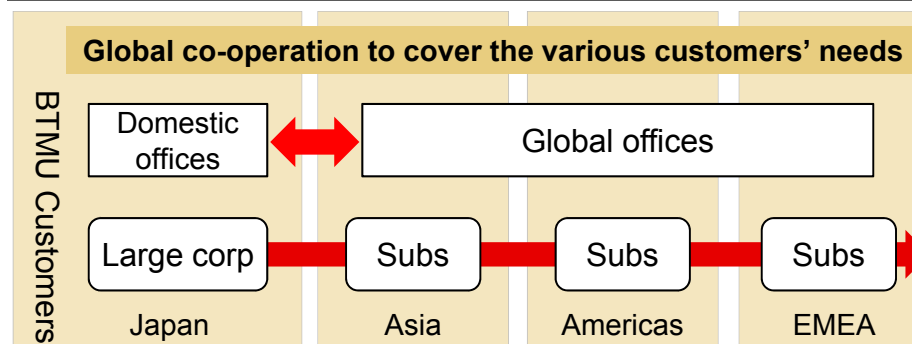 Global co-operation to cover the various customers' needs
BTMU Customers
Domestic
offices
Global offices
Large corp
Subs
Subs
Subs
Japan
Asia
Americas
EMEA